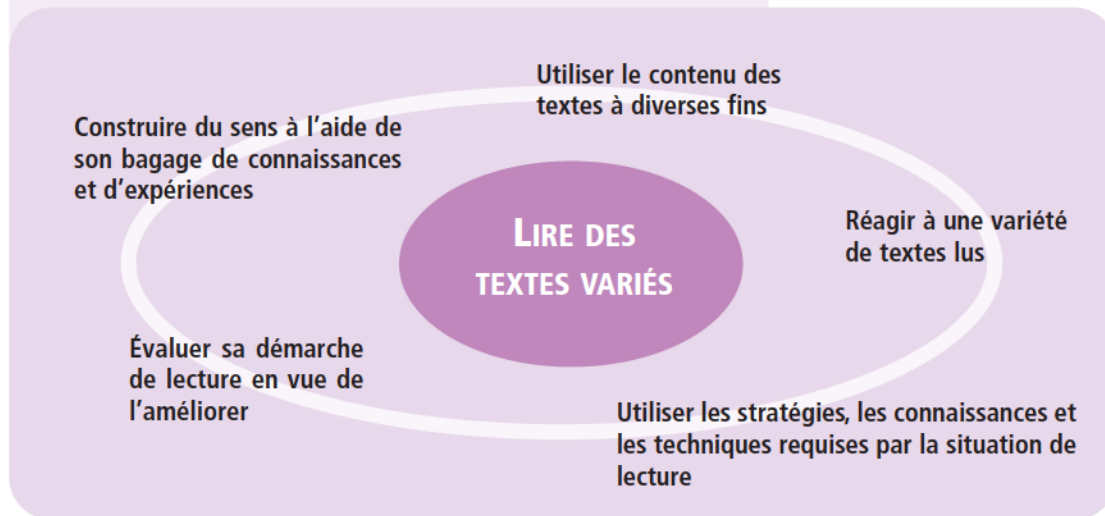 Utiliser le contenu des
textes à diverses fins
Construire du sens à l'aide de
son bagage de connaissances
et d'expériences
LIRE DES
TEXTES VARIÉS
Réagir à une variété
de textes lus
Évaluer sa démarche
de lecture en vue de
l'améliorer
Utiliser les stratégies, les connaissances et
les techniques requises par la situation de
lecture